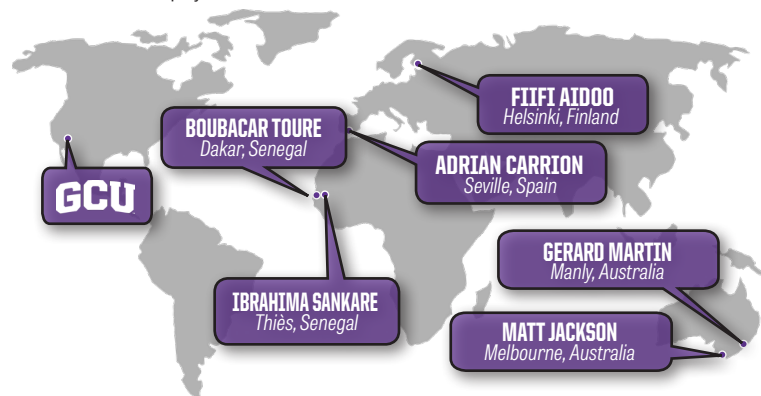 FIIFI AIDOO
Helsinki, Finland
BOUBACAR TOURE
Dakar, Senegal
ADRIAN CARRION
Seville, Spain
GCU
GERARD MARTIN
Manly, Australia
IBRAHIMA SANKARE
Thiès, Senegal
MATT JACKSON
Melbourne, Australia